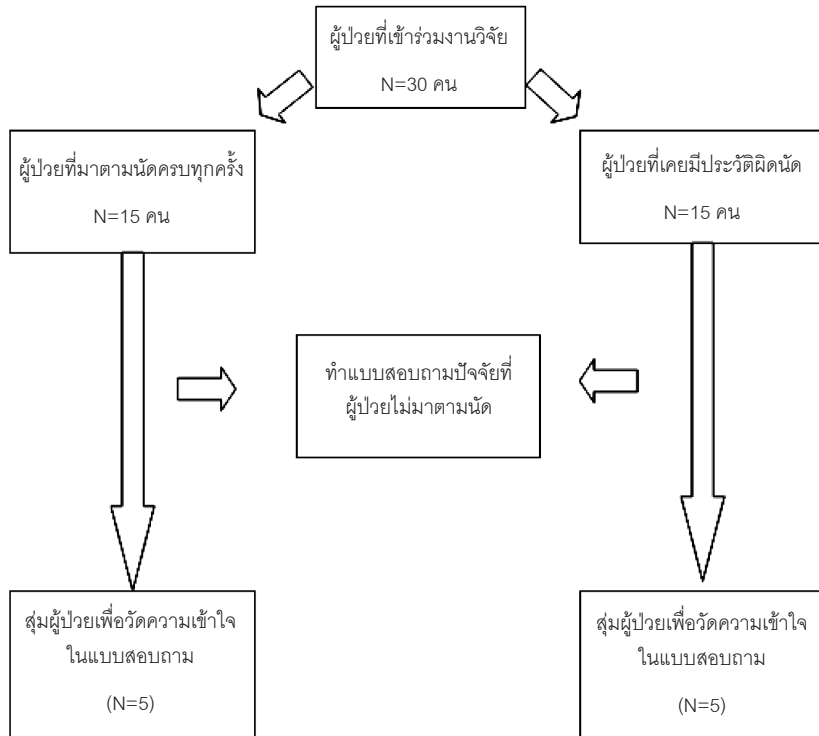 ผู้ป่วยที่เข้าร่วมงานวิจัย
N=30 คน
ผู้ป่วยที่มาตามนัดครบทุกครั้ง
N=15 คน
ผู้ป่วยที่เคยมีประวัติผิดนัด
N=15 คน
ทำแบบสอบถามปัจจัยที่
ผู้ป่วยไม่มาตามนัด
สุ่มผู้ป่วยเพื่อวัดความเข้าใจ
ในแบบสอบถาม
(N=5)
สุ่มผู้ป่วยเพื่อวัดความเข้าใจ
ในแบบสอบถาม
(N=5)